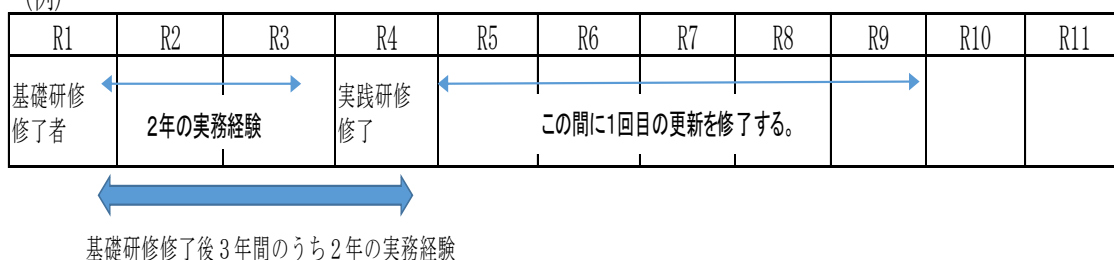 (例)
R1 R2 R3 R4 R5 R6 R7 R8 R9 R10 R11
基礎研修
修了者
2年の実務経験
実践研修
修了
この間に1回目の更新を修了する。
基礎研修修了後3年間のうち2年の実務経験